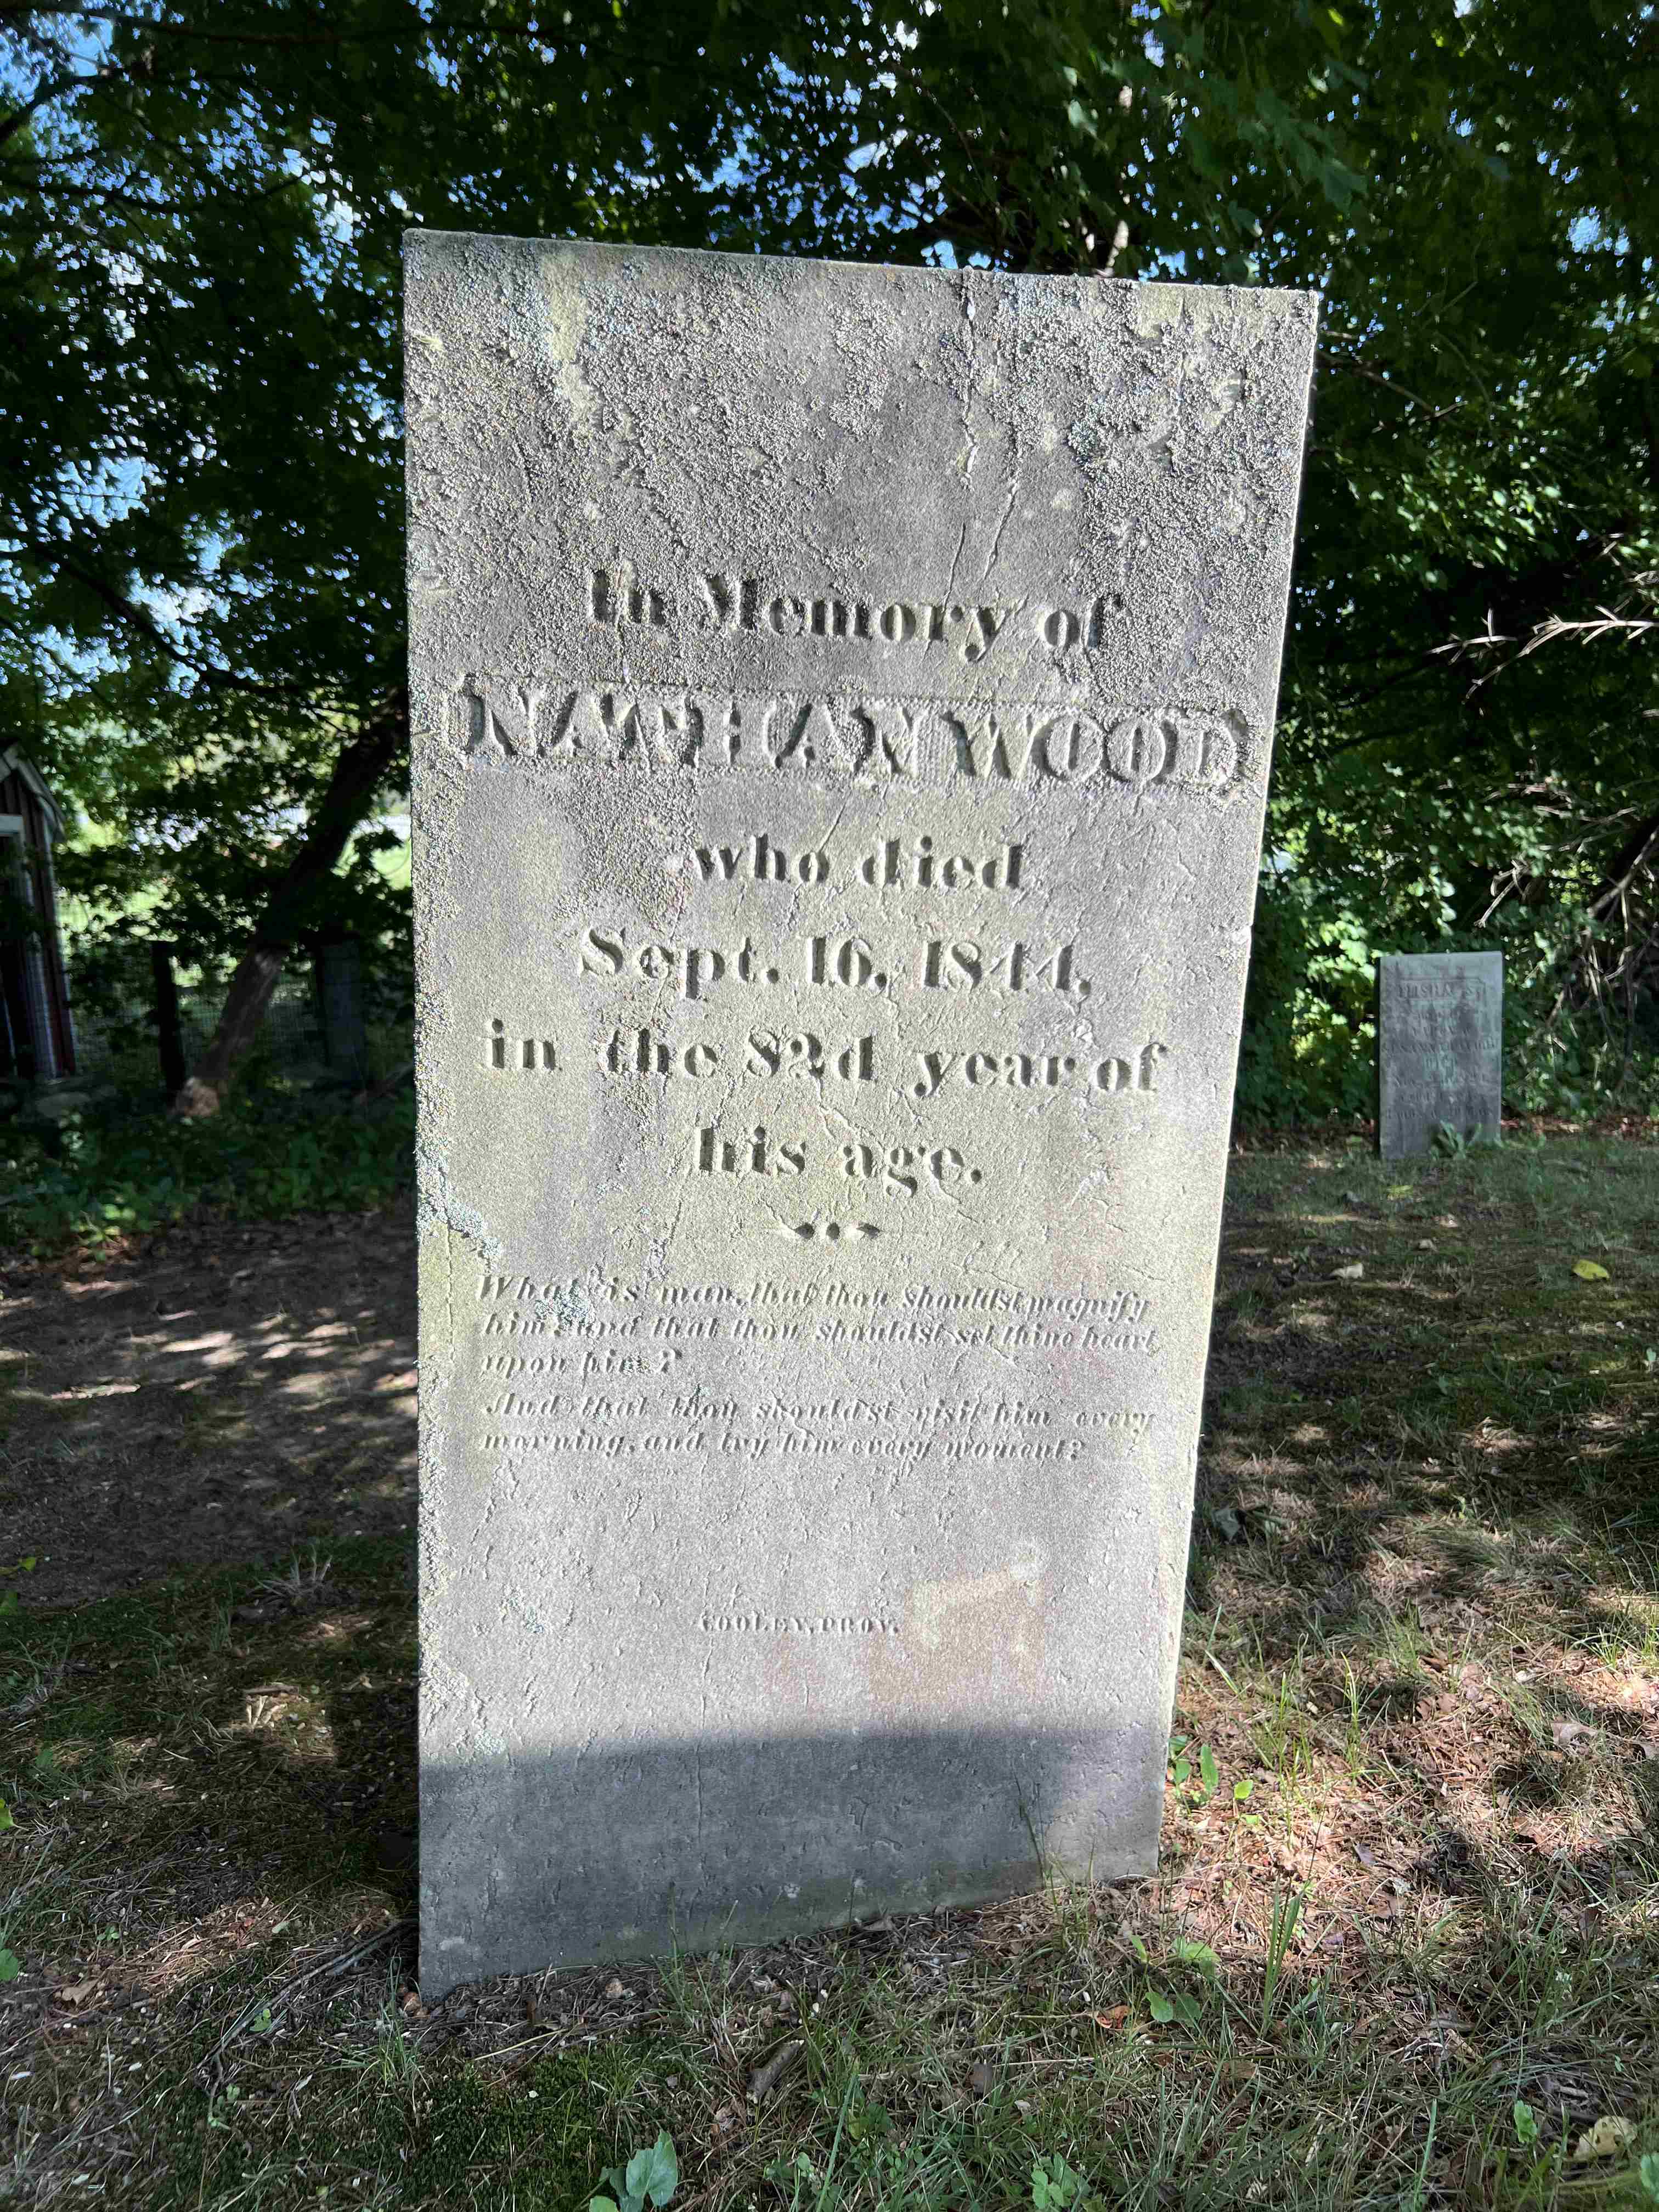 In Memory of
NATHAN WOOD
who died
Sept. 16, 1844,
in the 82d year of
his age.
What is man, that thou shouldst magnify
him? and that thou shouldst set thine heart
upon him?
And that thou shouldst visit him every
morning, and try him every moment?
COOLEY, PROV.
ELISHA